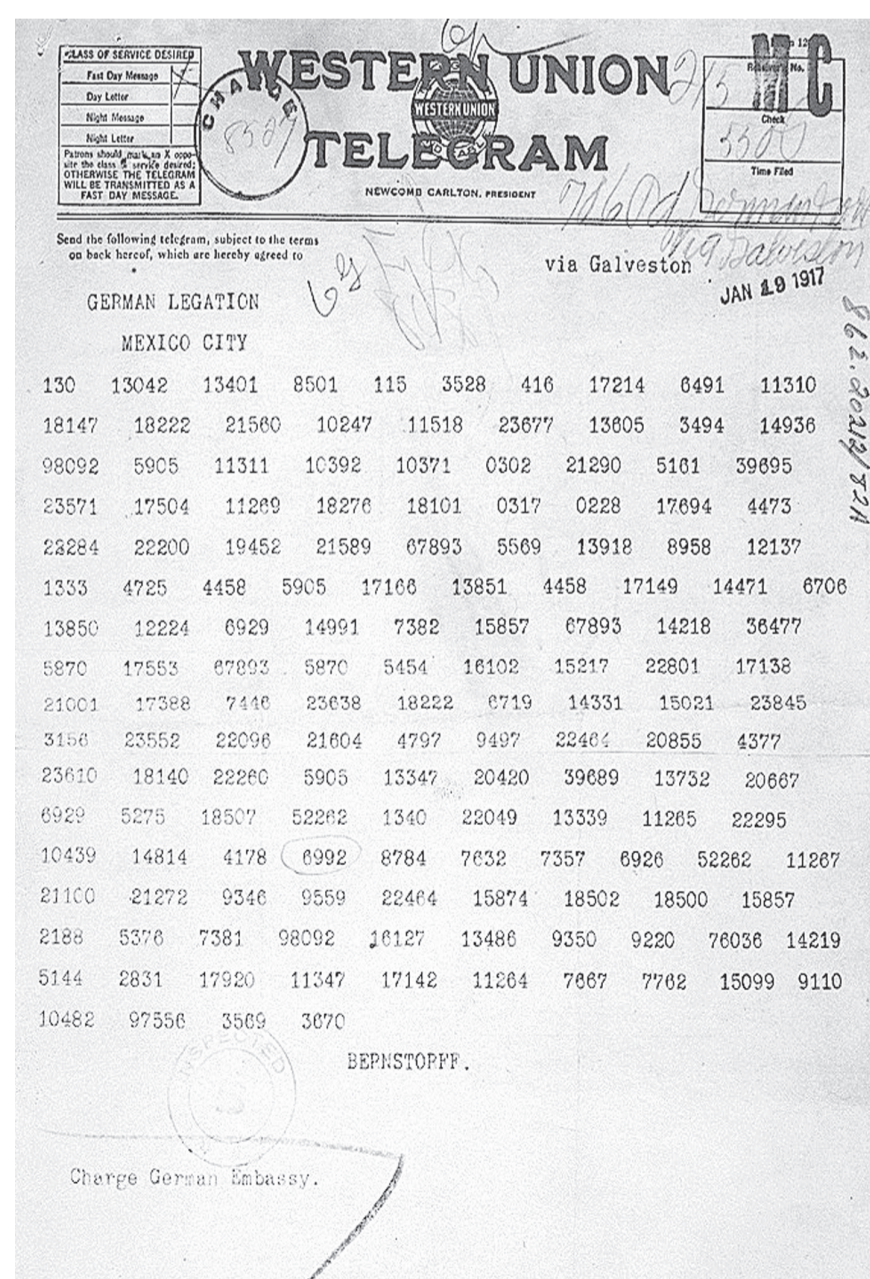 CLASS OF SERVICE DESIRED
Fast Day Message
Day Letter
Night Message
Night Letter
Patrons should mark an X oppo-
site the class of service desired;
OTHERWISE THE TELEGRAM
WILL BE TRANSMITTED AS A
FAST DAY MESSAGE.
CHARGE
WESTERN UNION
WESTERN UNION
TELEGRAM
NEWCOMB CARLTON, PRESIDENT
Receiver's No.
Check
Time Filed
Send the following telegram, subject to the terms
on back hereof, which are hereby agreed to
via Galveston
via Galveston
JAN 19 1917
862.20212/82A
GERMAN LEGATION
MEXICO CITY
130 13042 13401 8501 115 3528 416 17214 6491 11310
18147 18222 21560 10247 11518 23677 13605 3494 14936
98092 5905 11311 10392 10371 0302 21290 5161 39695
23571 17504 11269 18276 18101 0317 0228 17694 4473
22284 22200 19452 21589 67893 5569 13918 8958 12137
1333 4725 4458 5905 17166 13851 4458 17149 14471 6706
13850 12224 6929 14991 7382 15857 67893 14218 36477
5870 17553 67893 5870 5454 16102 15217 22801 17138
21001 17388 7446 23638 18222 6719 14331 15021 23845
3156 23552 22096 21604 4797 9497 22464 20855 4377
23610 18140 22260 5905 13347 20420 39689 13732 20667
6929 5275 18507 52262 1340 22049 13339 11265 22295
10439 14814 4178 6992 8784 7632 7357 6926 52262 11267
21100 21272 9346 9559 22464 15874 18502 18500 15857
2188 5376 7381 98092 16127 13486 9350 9220 76036 14219
5144 2831 17920 11347 17142 11264 7667 7762 15099 9110
10482 97556 3569 3670
BERNSTORFF.
INSPECTED
Charge German Embassy.